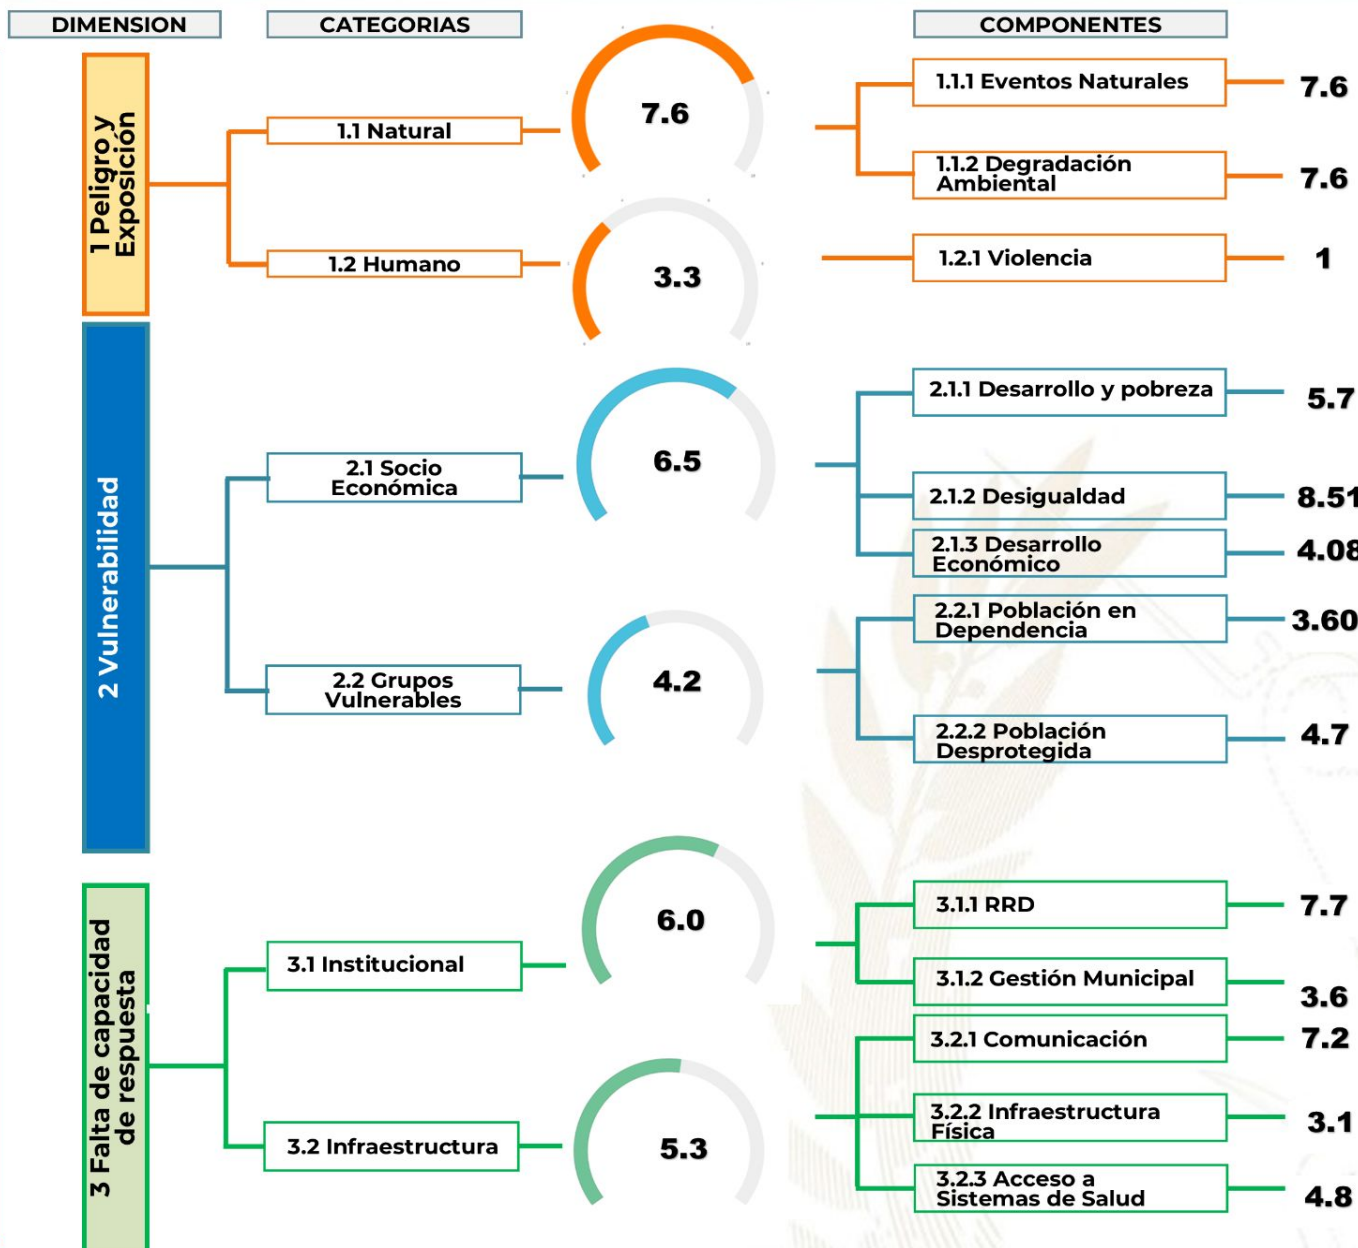 DIMENSION
CATEGORIAS
COMPONENTES
1 Peligro y
Exposición
1.1 Natural
7.6
1.1.1 Eventos Naturales
7.6
1.1.2 Degradación
Ambiental
7.6
1.2 Humano
3.3
1.2.1 Violencia
1
2 Vulnerabilidad
2.1 Socio
Económica
6.5
2.1.1 Desarrollo y pobreza
5.7
2.1.2 Desigualdad
8.51
2.1.3 Desarrollo
Económico
4.08
2.2 Grupos
Vulnerables
4.2
2.2.1 Población en
Dependencia
3.60
2.2.2 Población
Desprotegida
4.7
3 Falta de capacidad
de respuesta
3.1 Institucional
6.0
3.1.1 RRD
7.7
3.1.2 Gestión Municipal
3.6
3.2 Infraestructura
5.3
3.2.1 Comunicación
7.2
3.2.2 Infraestructura
Física
3.1
3.2.3 Acceso a
Sistemas de Salud
4.8